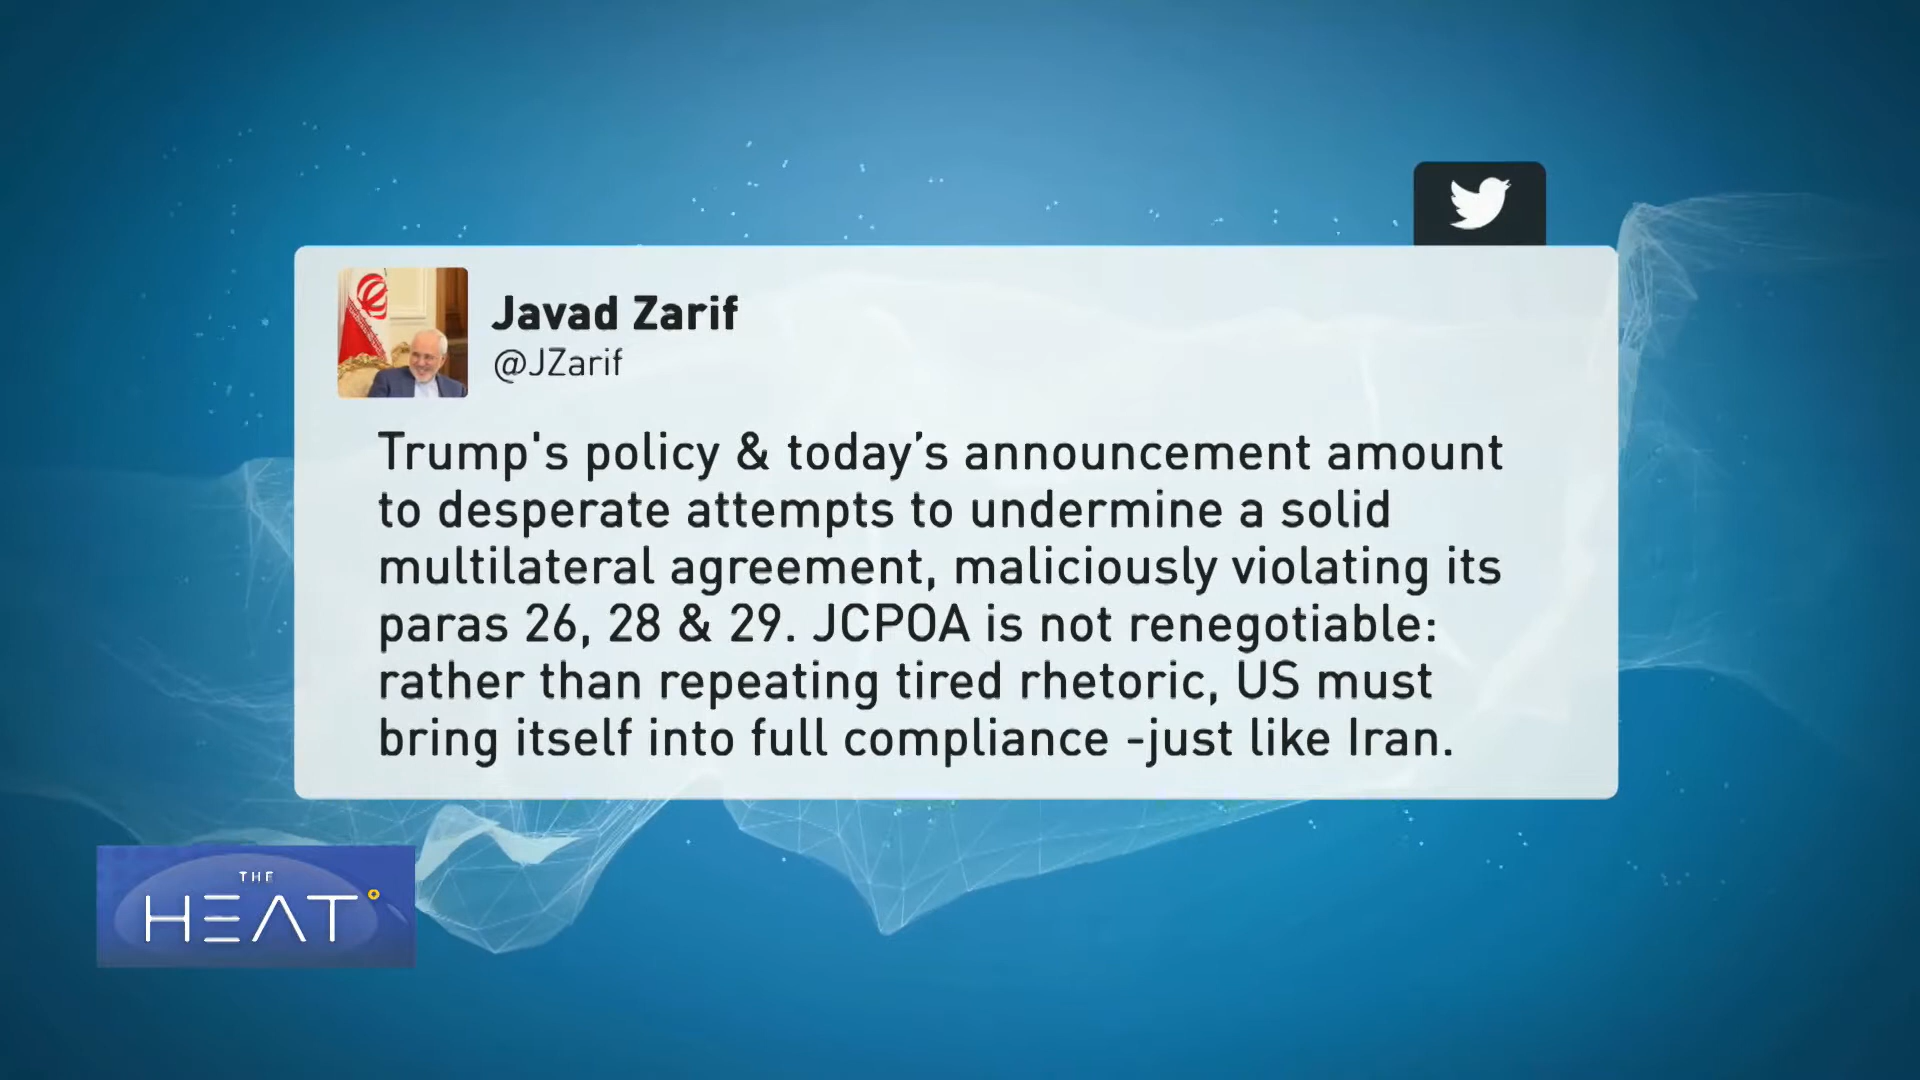 Javad Zarif
@JZarif
Trump's policy & today’s announcement amount
to desperate attempts to undermine a solid
multilateral agreement, maliciously violating its
paras 26, 28 & 29. JCPOA is not renegotiable:
rather than repeating tired rhetoric, US must
bring itself into full compliance -just like Iran.
THE
HEAT